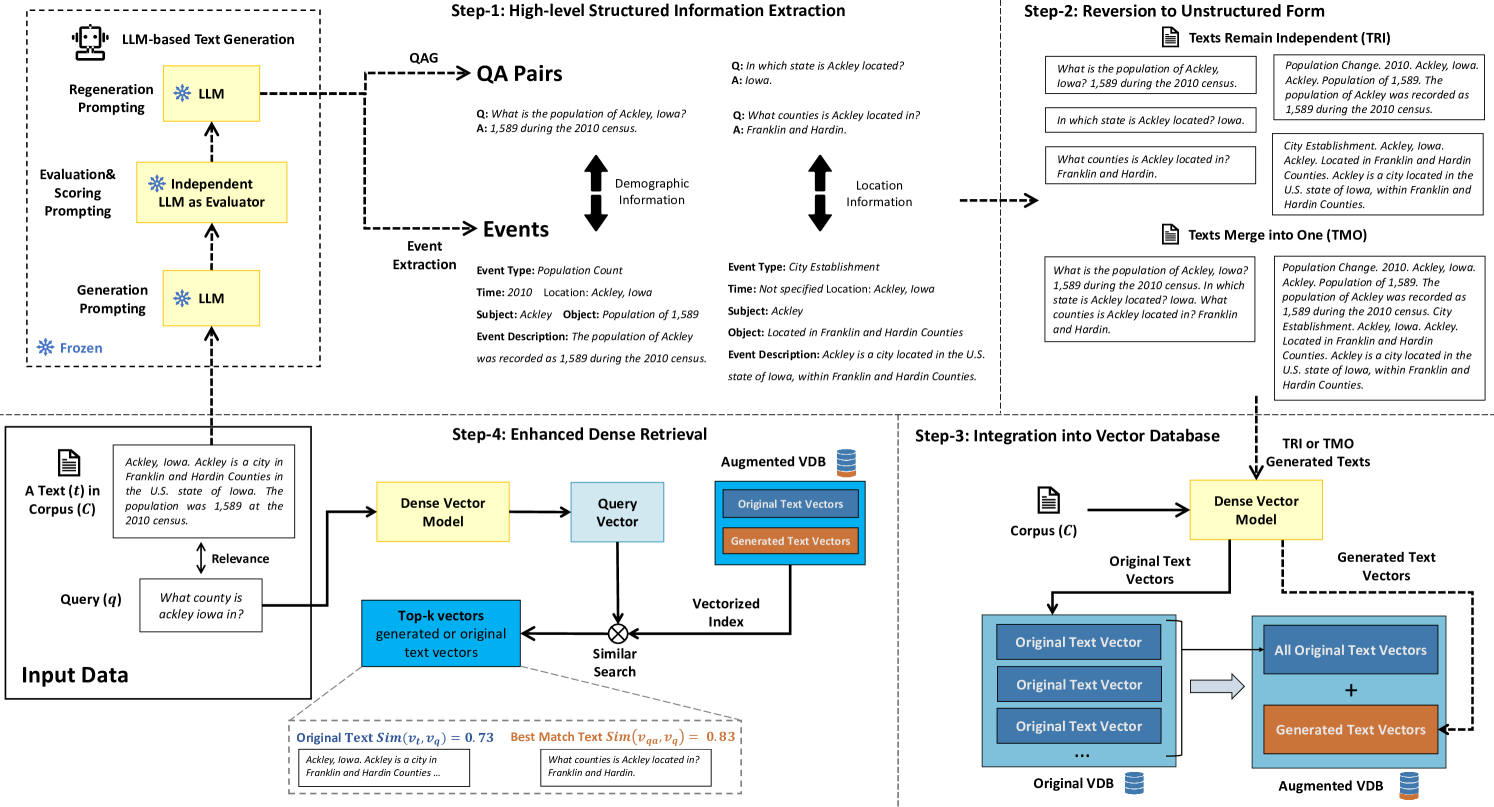 Step-1: High-level Structured Information Extraction
LLM-based Text Generation
Regeneration
Prompting
LLM
Evaluation&
Scoring
Prompting
Independent
LLM as Evaluator
Generation
Prompting
LLM
Frozen
QAG
QA Pairs
Q: What is the population of Ackley, Iowa?
A: 1,589 during the 2010 census.
Q: In which state is Ackley located?
A: Iowa.
Q: What counties is Ackley located in?
A: Franklin and Hardin.
Demographic
Information
Location
Information
Event
Extraction
Events
Event Type: Population Count
Time: 2010 Location: Ackley, Iowa
Subject: Ackley Object: Population of 1,589
Event Description: The population of Ackley
was recorded as 1,589 during the 2010 census.
Event Type: City Establishment
Time: Not specified Location: Ackley, Iowa
Subject: Ackley
Object: Located in Franklin and Hardin Counties
Event Description: Ackley is a city located in the U.S.
state of Iowa, within Franklin and Hardin Counties.
Step-2: Reversion to Unstructured Form
Texts Remain Independent (TRI)
What is the population of Ackley,
Iowa? 1,589 during the 2010 census.
In which state is Ackley located? Iowa.
What counties is Ackley located in?
Franklin and Hardin.
Population Change. 2010. Ackley, Iowa.
Ackley. Population of 1,589. The
population of Ackley was recorded as
1,589 during the 2010 census.
City Establishment. Ackley, Iowa.
Ackley. Located in Franklin and Hardin
Counties. Ackley is a city located in the
U.S. state of Iowa, within Franklin and
Hardin Counties.
Texts Merge into One (TMO)
What is the population of Ackley, Iowa?
1,589 during the 2010 census. In which
state is Ackley located? Iowa. What
counties is Ackley located in? Franklin
and Hardin.
Population Change. 2010. Ackley, Iowa.
Ackley. Population of 1,589. The
population of Ackley was recorded as
1,589 during the 2010 census. City
Establishment. Ackley, Iowa. Ackley.
Located in Franklin and Hardin
Counties. Ackley is a city located in the
U.S. state of Iowa, within Franklin and
Hardin Counties.
A Text (t) in
Corpus (C)
Ackley, Iowa. Ackley is a city in
Franklin and Hardin Counties in
the U.S. state of Iowa. The
population was 1,589 at the
2010 census.
Relevance
Query (q)
What county is
ackley iowa in?
Input Data
Step-4: Enhanced Dense Retrieval
Dense Vector
Model
Query
Vector
Augmented VDB
Original Text Vectors
Generated Text Vectors
Vectorized
Index
Similar
Search
Top-k vectors
generated or original
text vectors
Original Text Sim(vt, vq) = 0.73
Ackley, Iowa. Ackley is a city in
Franklin and Hardin Counties ...
Best Match Text Sim(vqa, vq) = 0.83
What counties is Ackley located in?
Franklin and Hardin.
Step-3: Integration into Vector Database
TRI or TMO
Generated Texts
Corpus (C)
Dense Vector
Model
Original Text
Vectors
Generated Text
Vectors
Original Text Vector
Original Text Vector
Original Text Vector
...
Original VDB
All Original Text Vectors
+
Generated Text Vectors
Augmented VDB